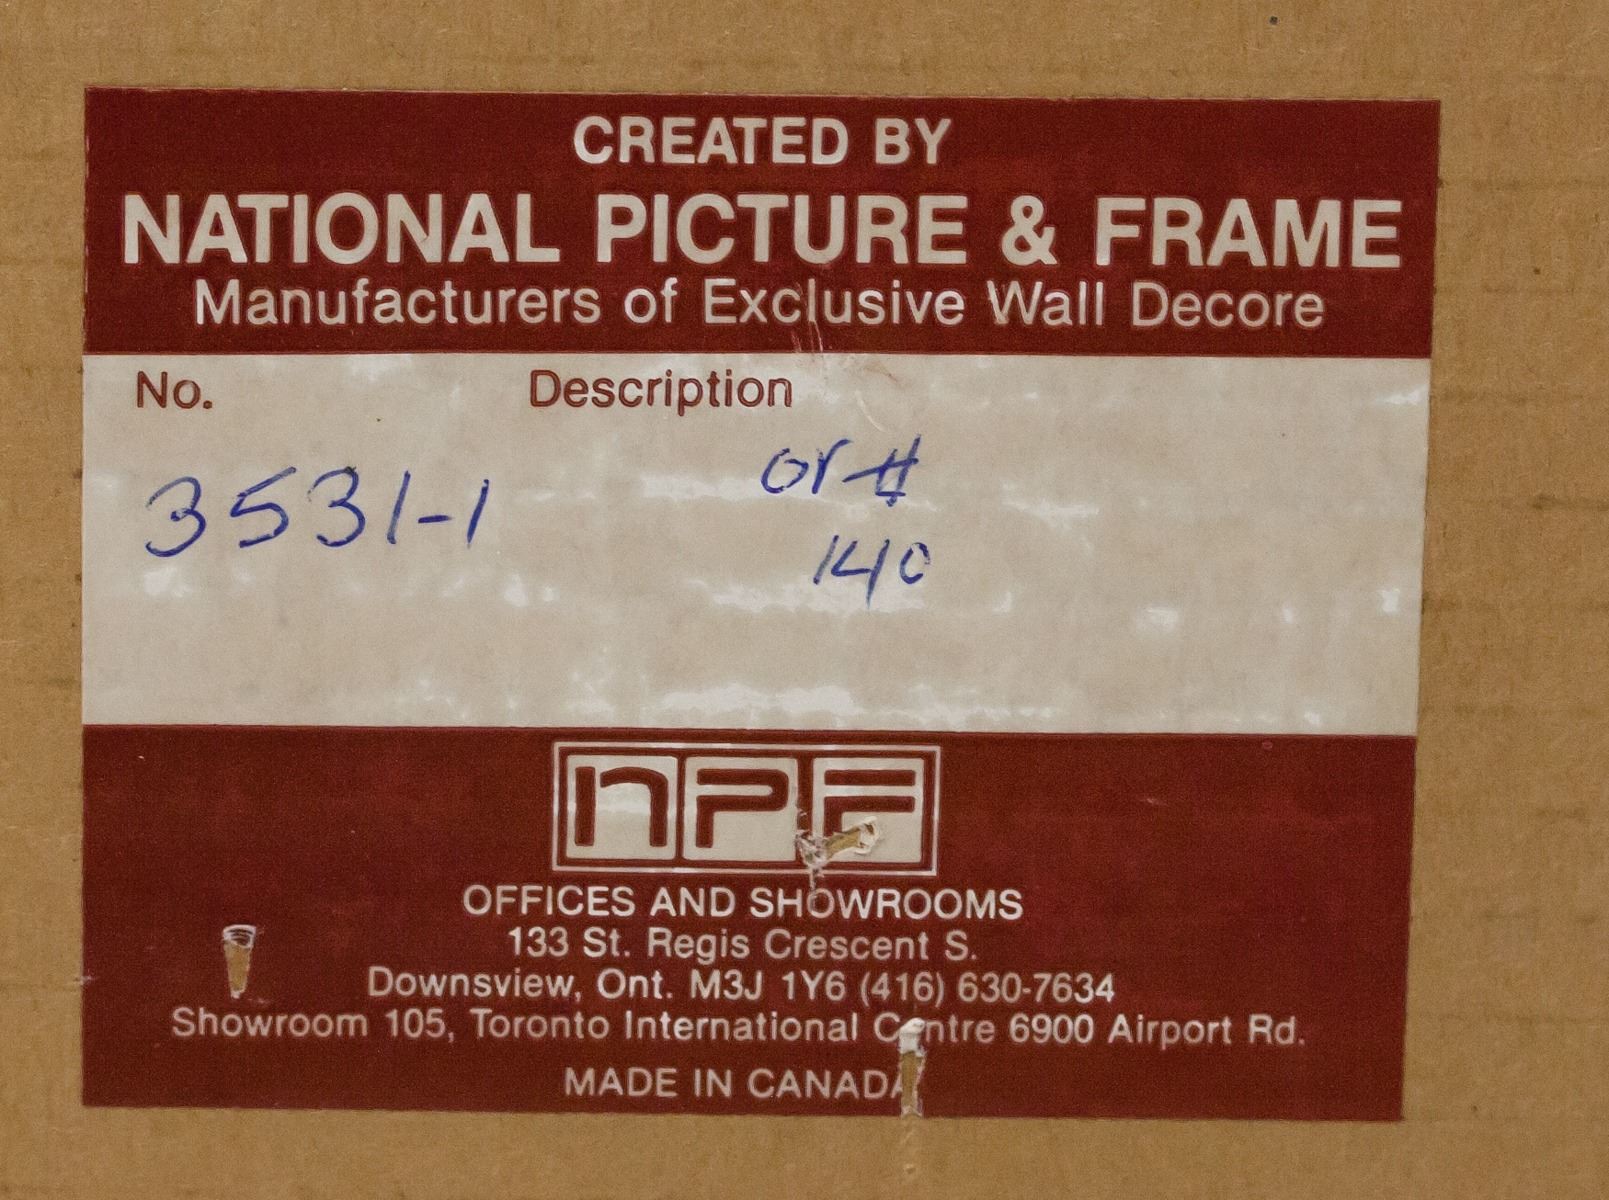 CREATED BY
NATIONAL PICTURE & FRAME
Manufacturers of Exclusive Wall Decore
No. Description
3531-1 or #
140
nPF
OFFICES AND SHOWROOMS
133 St. Regis Crescent S.
Downsview, Ont. M3J 1Y6 (416) 630-7634
Showroom 105, Toronto International Centre 6900 Airport Rd.
MADE IN CANADA